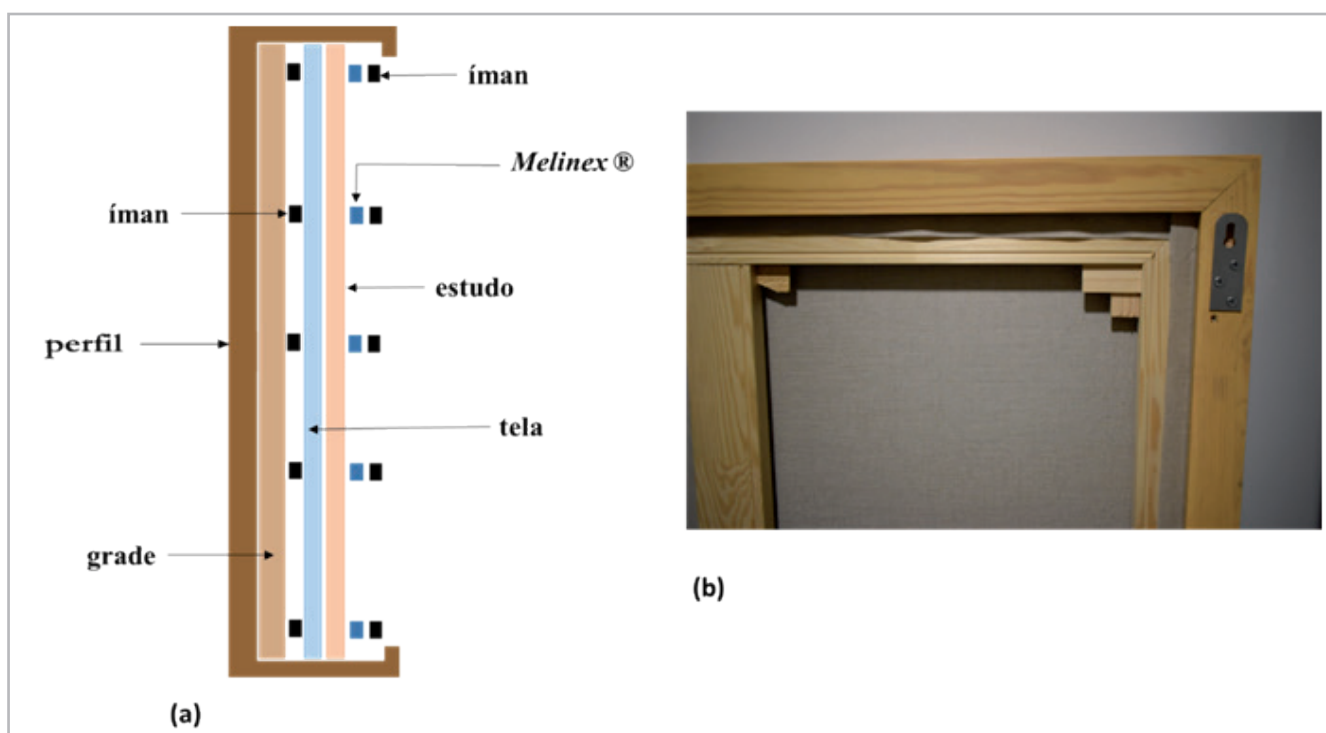 íman
Melinex ®
íman
estudo
perfil
tela
grade
(a)
(b)